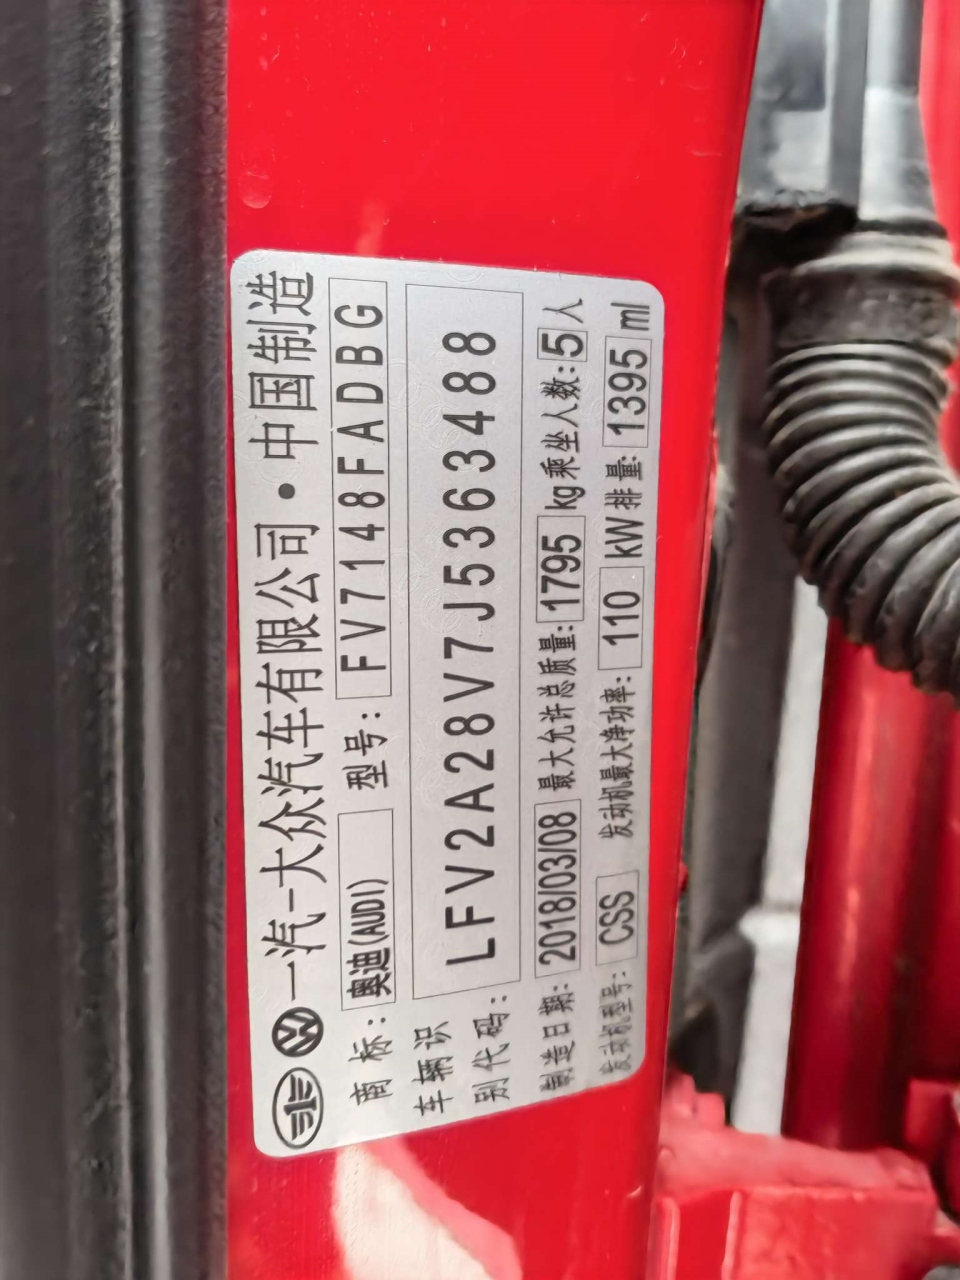 一汽-大众汽车有限公司·中国制造
商标: 奥迪(AUDI) 型号: FV7148FADBG
车辆识别代码: LFV2A28V7J5363488
制造日期: 2018/03/08 最大允许总质量: 1795 kg 乘坐人数: 5 人
发动机型号: CSS 发动机最大净功率: 110 kW 排量: 1395 ml